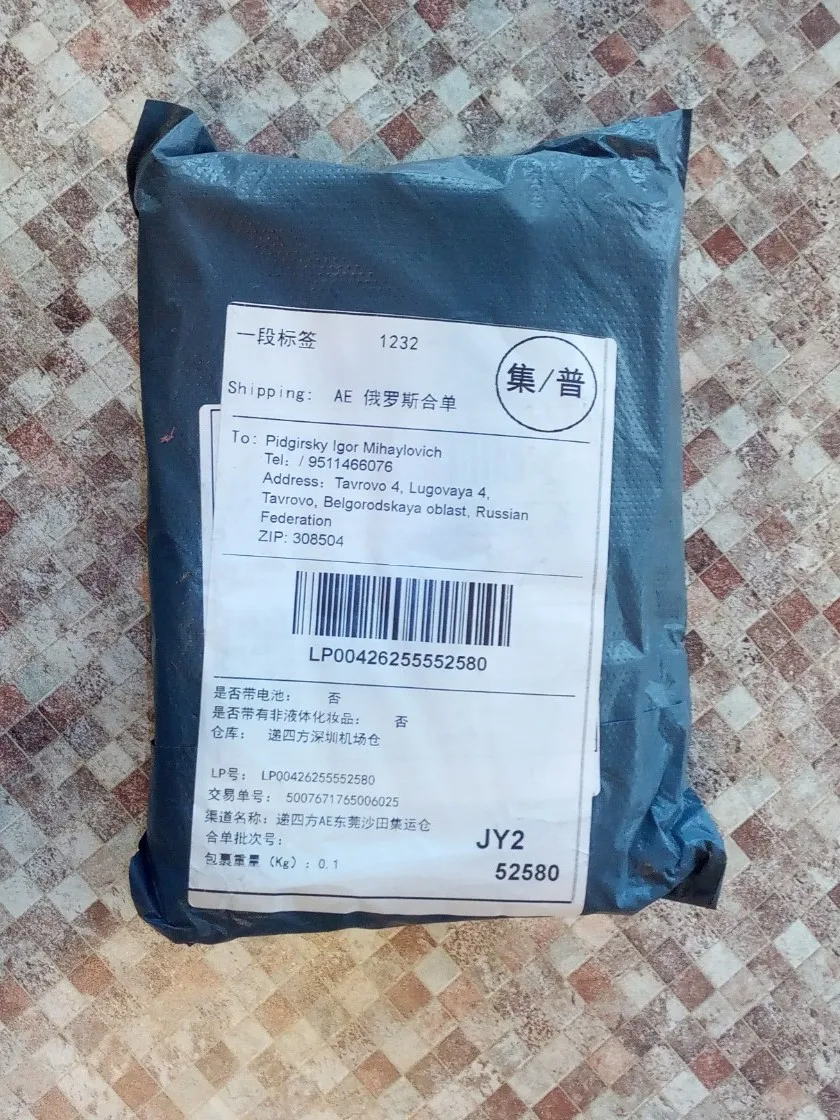 一段标签 1232
集/普
Shipping: AE 俄罗斯合单
To: Pidgirsky Igor Mihaylovich
Tel: / 9511466076
Address: Tavrovo 4, Lugovaya 4,
Tavrovo, Belgorodskaya oblast, Russian
Federation
ZIP: 308504
LP00426255552580
是否带电池: 否
是否带有非液体化妆品: 否
仓库: 递四方深圳机场仓
LP号: LP00426255552580
交易单号: 5007671765006025
渠道名称: 递四方AE东莞沙田集运仓
合单批次号:
包裹重量 (Kg) : 0.1
JY2
52580